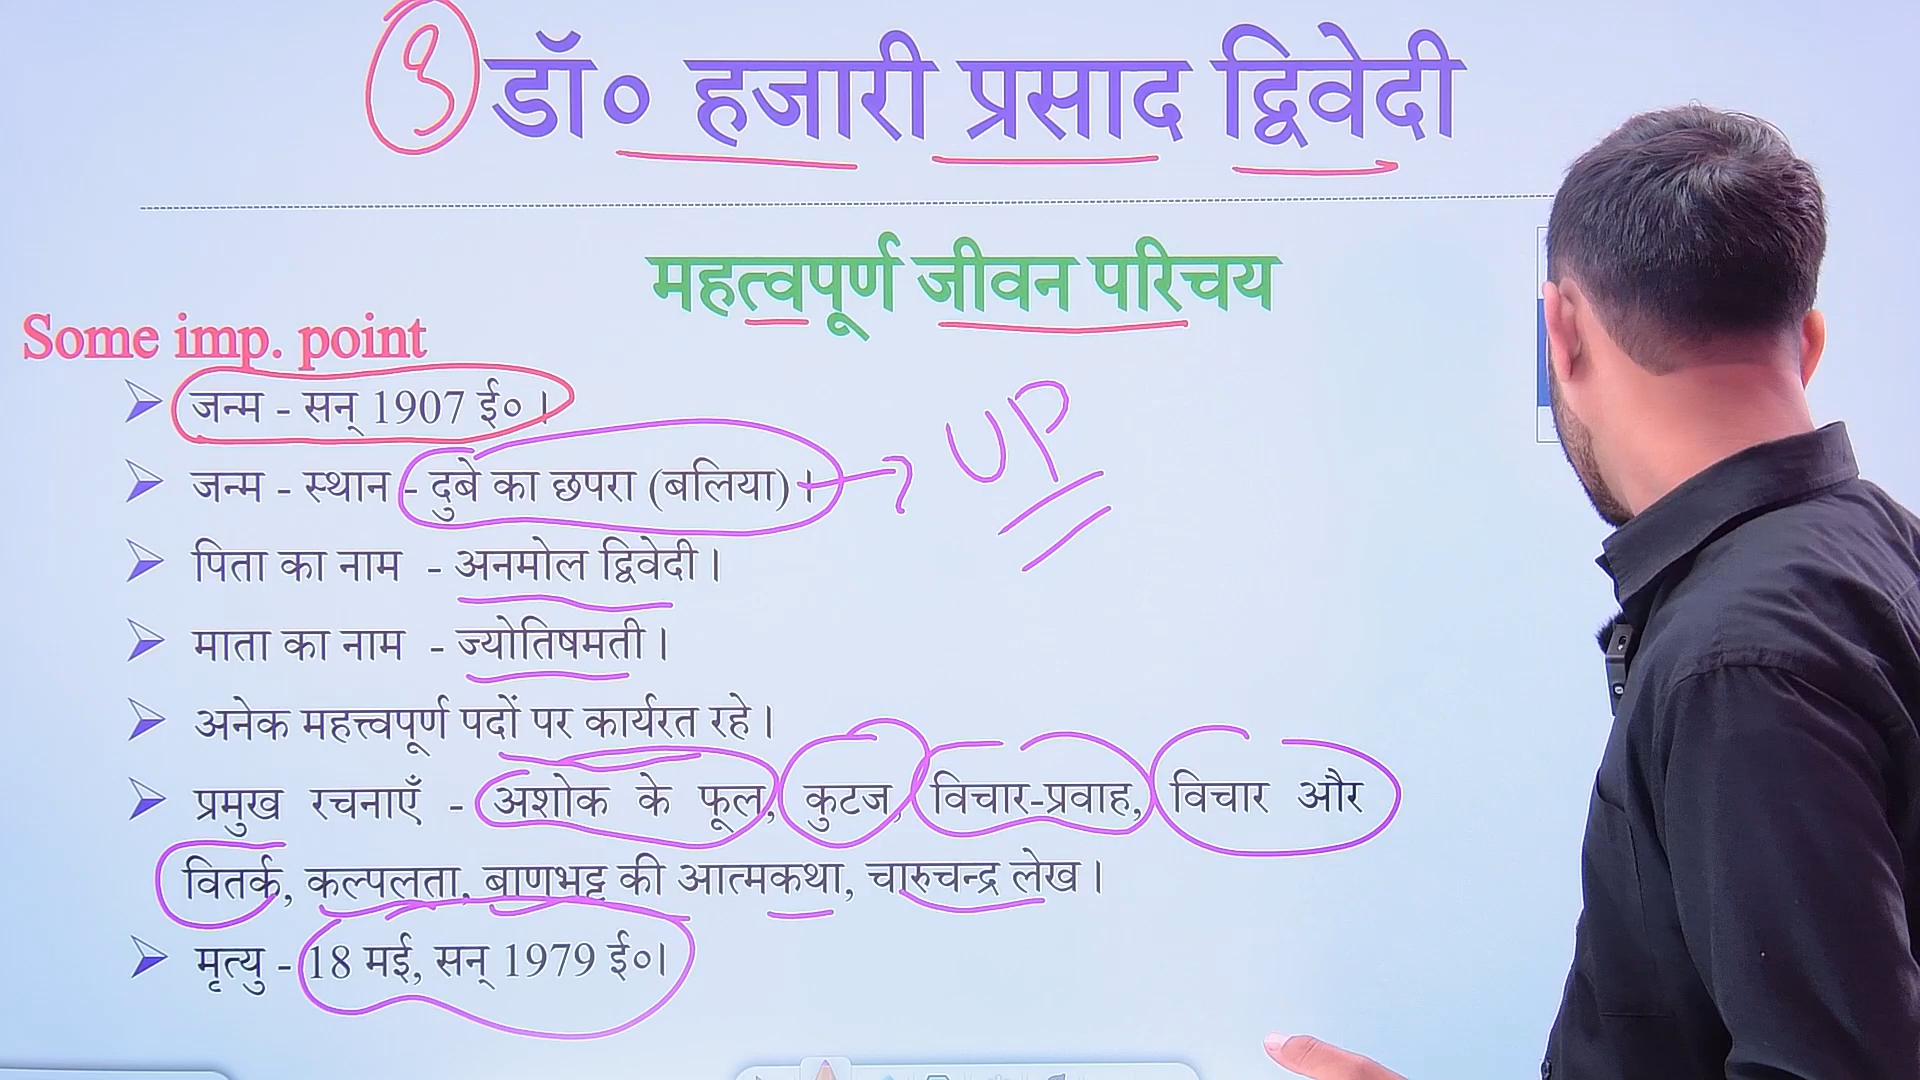 ३ डॉ० हजारी प्रसाद द्विवेदी
महत्वपूर्ण जीवन परिचय
Some imp. point
जन्म - सन् 1907 ई०।
जन्म - स्थान - दुबे का छपरा (बलिया)। UP
पिता का नाम - अनमोल द्विवेदी।
माता का नाम - ज्योतिषमती।
अनेक महत्त्वपूर्ण पदों पर कार्यरत रहे।
प्रमुख रचनाएँ - अशोक के फूल, कुटज, विचार-प्रवाह, विचार और
वितर्क, कल्पलता, बाणभट्ट की आत्मकथा, चारुचन्द्र लेख।
मृत्यु - 18 मई, सन् 1979 ई०।